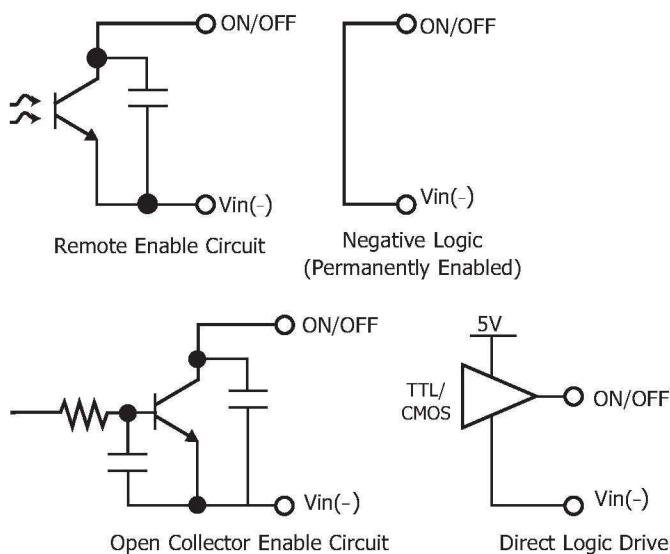 ON/OFF
Vin(-)
Remote Enable Circuit
ON/OFF
Vin(-)
Negative Logic
(Permanently Enabled)
ON/OFF
Vin(-)
Open Collector Enable Circuit
5V
TTL/
CMOS
ON/OFF
Vin(-)
Direct Logic Drive